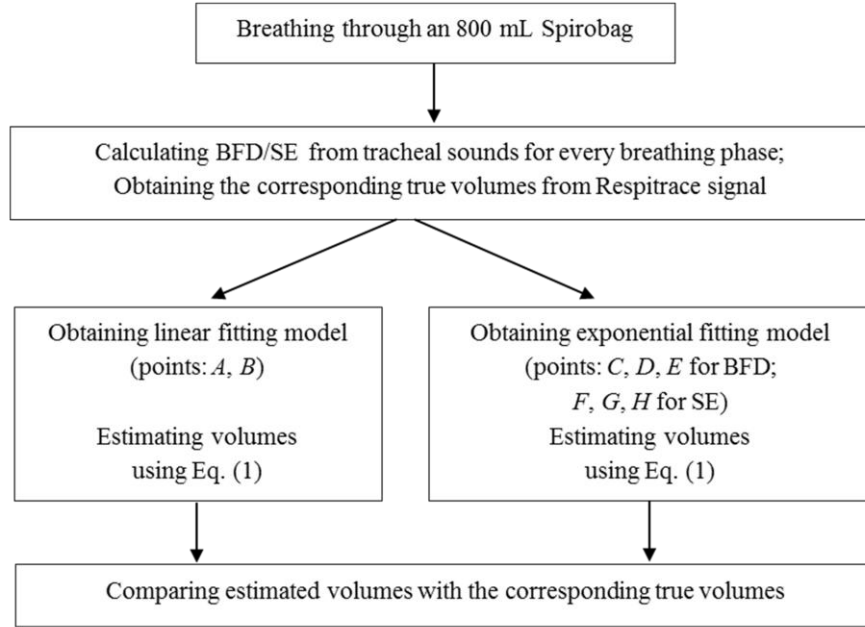 Breathing through an 800 mL Spirobag
Calculating BFD/SE from tracheal sounds for every breathing phase;
Obtaining the corresponding true volumes from Respitrace signal
Obtaining linear fitting model
(points: A, B)
Estimating volumes
using Eq. (1)
Obtaining exponential fitting model
(points: C, D, E for BFD;
F, G, H for SE)
Estimating volumes
using Eq. (1)
Comparing estimated volumes with the corresponding true volumes